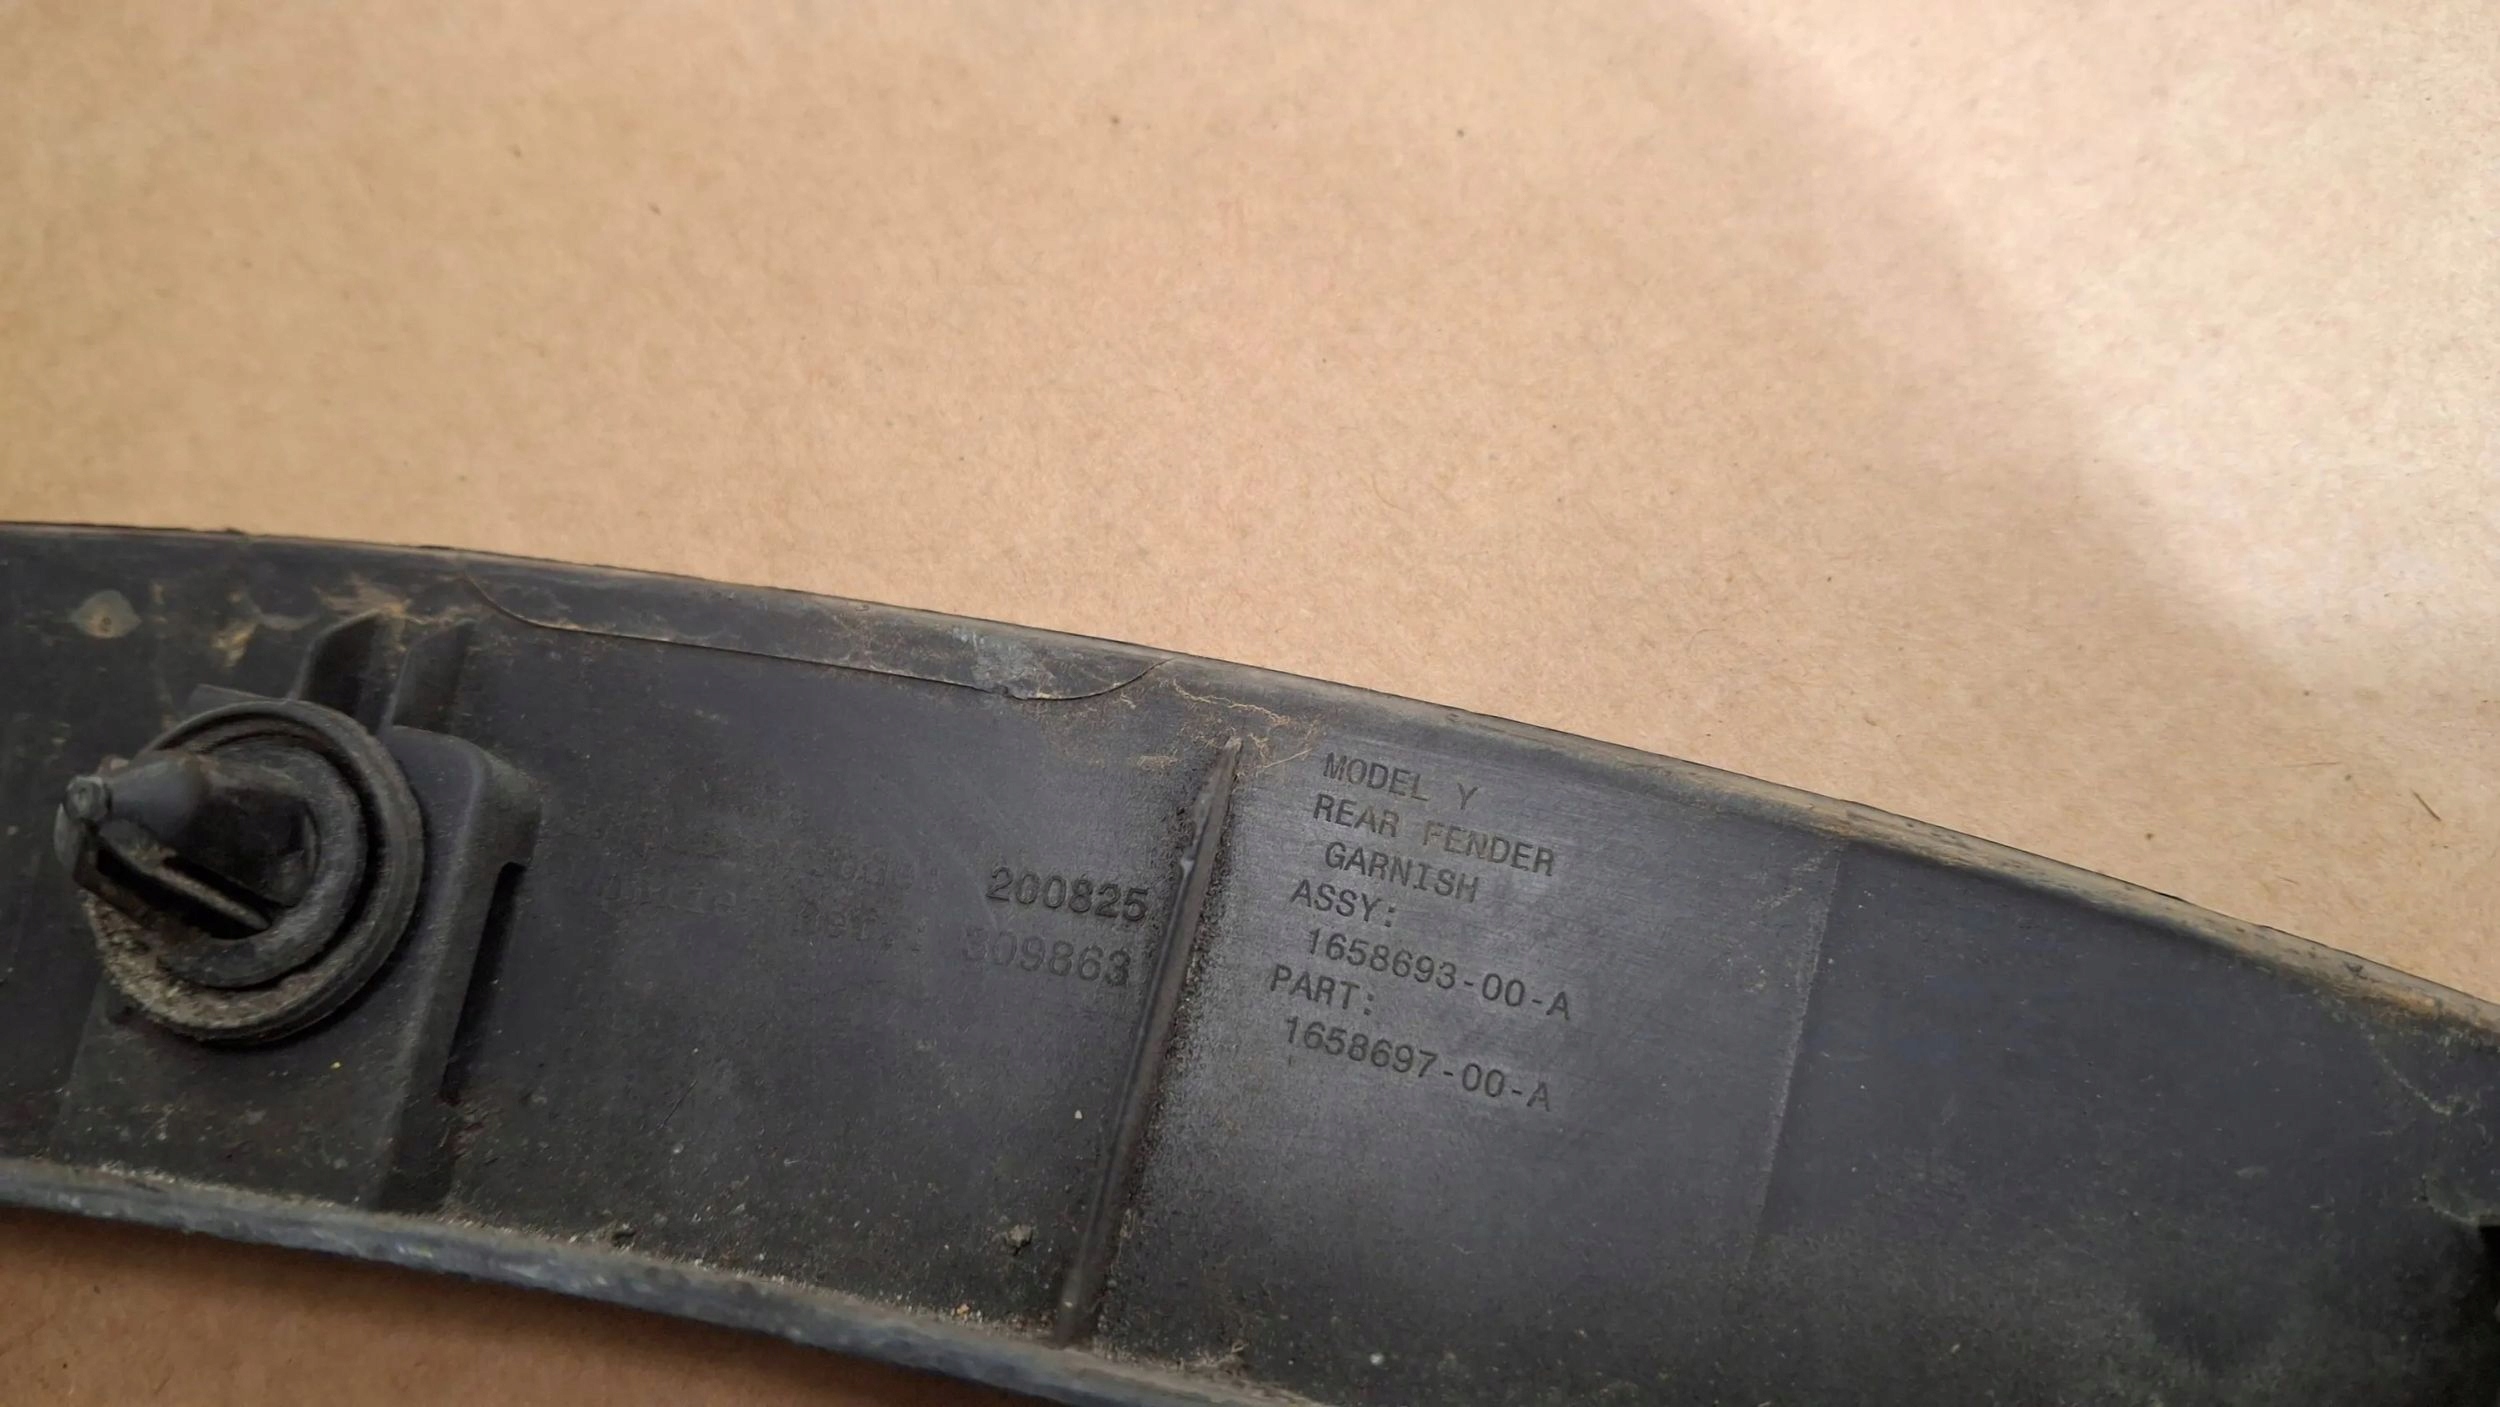 200825
309863
MODEL Y
REAR FENDER
GARNISH
ASSY:
1658693-00-A
PART:
1658697-00-A